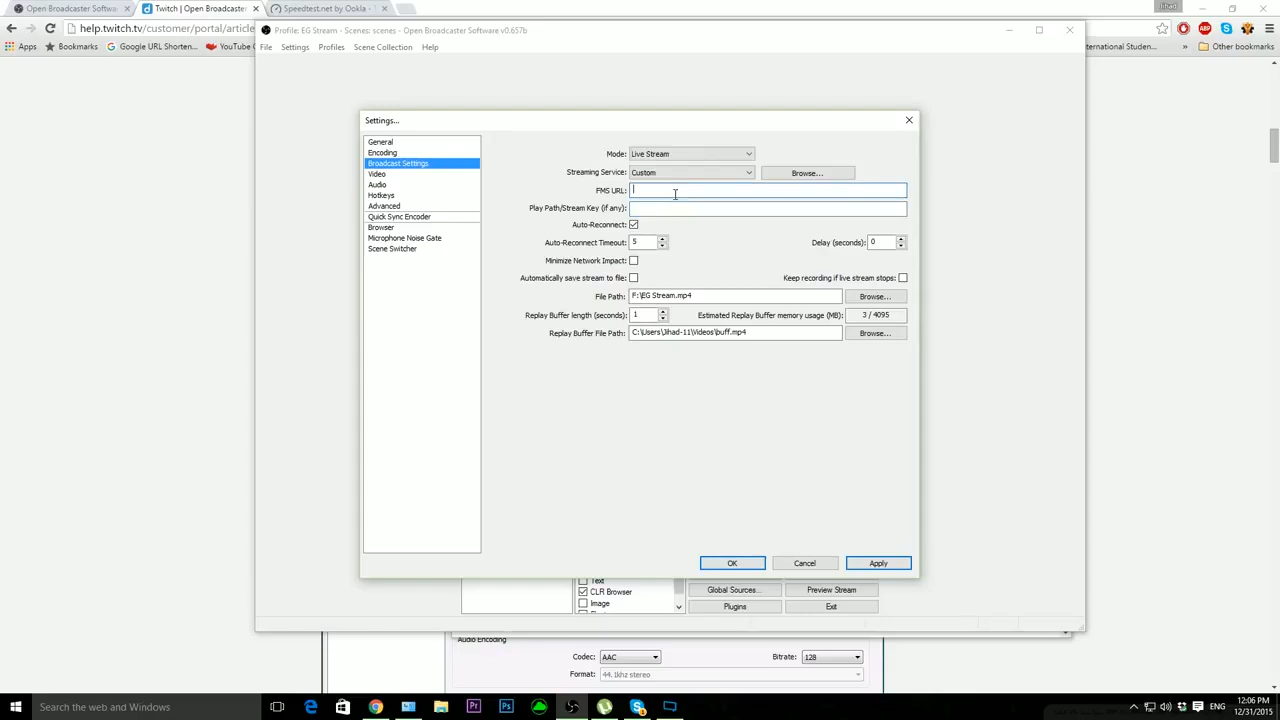 Open Broadcaster Softwa
Twitch | Open Broadcaster
Speedtest.net by Ookla - T
Jihad
help.twitch.tv/customer/portal/article
Profile: EG Stream - Scenes: scenes - Open Broadcaster Software v0.657b
Apps
Bookmarks
Google URL Shorten...
YouTube C
File
Settings
Profiles
Scene Collection
Help
nternational Studen...
»
Other bookmarks
Settings...
General
Encoding
Broadcast Settings
Video
Audio
Hotkeys
Advanced
Quick Sync Encoder
Browser
Microphone Noise Gate
Scene Switcher
Mode:
Live Stream
Streaming Service:
Custom
Browse...
FMS URL:
Play Path/Stream Key (if any):
Auto-Reconnect:
Auto-Reconnect Timeout:
5
Delay (seconds):
0
Minimize Network Impact:
Automatically save stream to file:
Keep recording if live stream stops:
File Path:
F:\EG Stream.mp4
Browse...
Replay Buffer length (seconds):
1
Estimated Replay Buffer memory usage (MB):
3 / 4095
Replay Buffer File Path:
C:\Users\Jihad-11\Videos\buff.mp4
Browse...
OK
Cancel
Apply
Text
CLR Browser
Image
Global Sources...
Preview Stream
Plugins
Exit
Audio Encoding
Codec:
AAC
Bitrate:
128
Format:
44.1khz stereo
Search the web and Windows
ENG
12:06 PM
12/31/2015